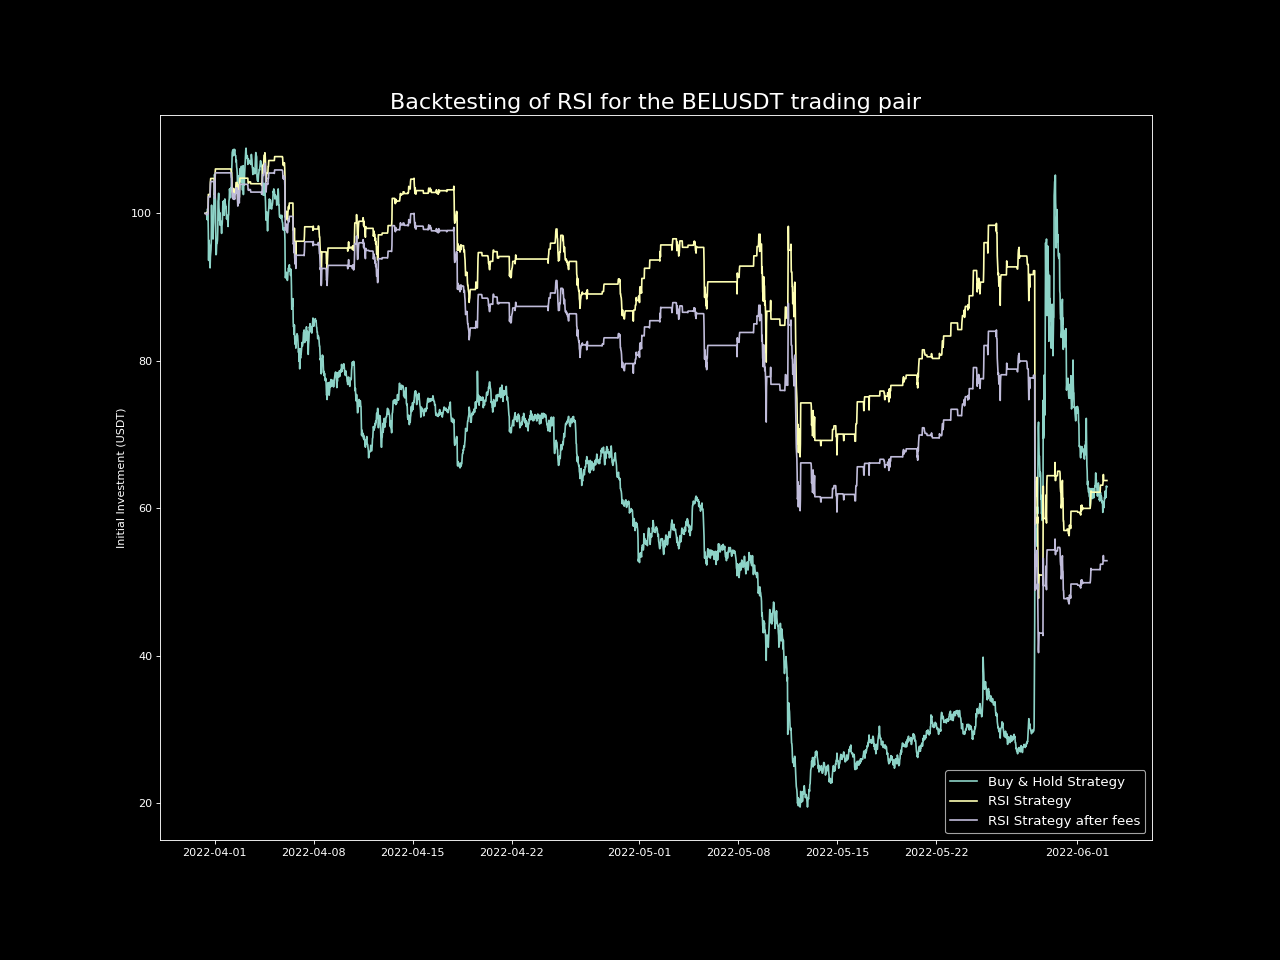 Backtesting of RSI for the BELUSDT trading pair
Initial Investment (USDT)
100
80
60
40
20
2022-04-01
2022-04-08
2022-04-15
2022-04-22
2022-05-01
2022-05-08
2022-05-15
2022-05-22
2022-06-01
Buy & Hold Strategy
RSI Strategy
RSI Strategy after fees